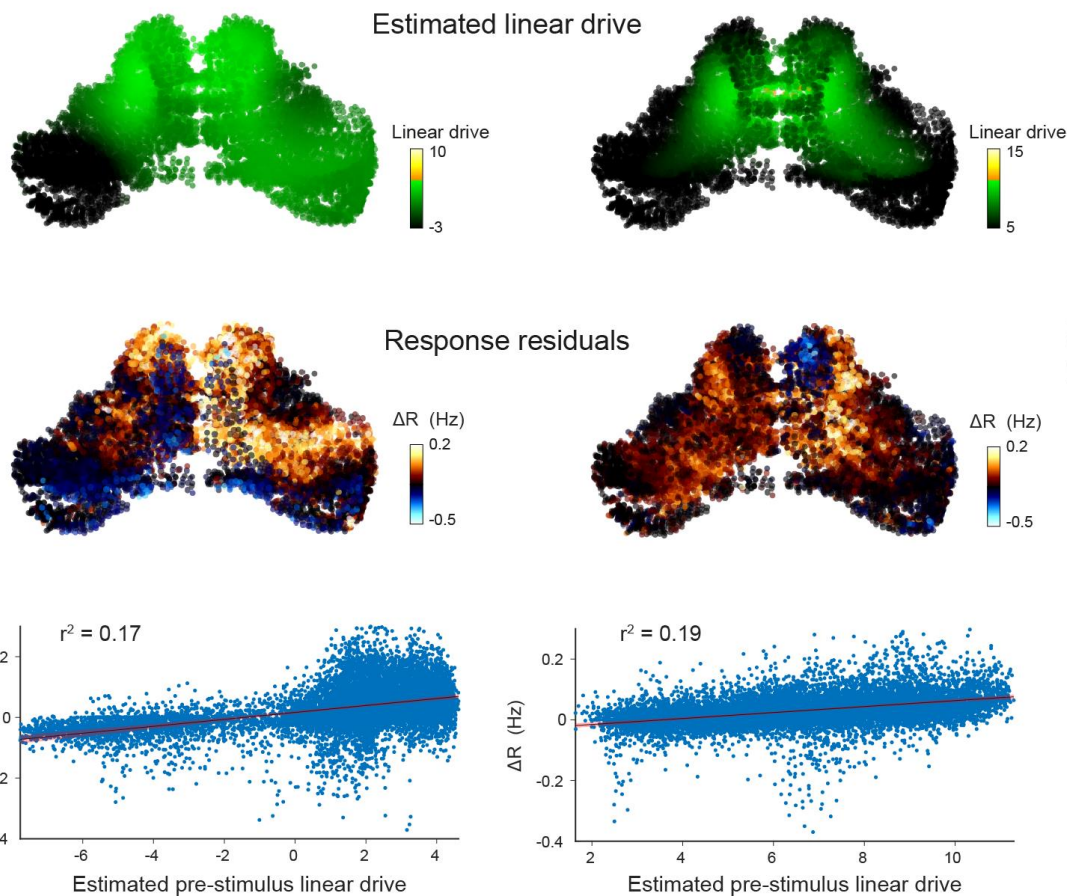 Estimated linear drive
Linear drive
10
-3
Linear drive
15
5
Response residuals
ΔR (Hz)
0.2
-0.5
ΔR (Hz)
0.2
-0.5
r² = 0.17
2
0
2
4
-6
-4
-2
0
2
4
Estimated pre-stimulus linear drive
r² = 0.19
ΔR (Hz)
0.2
0
-0.2
-0.4
2
4
6
8
10
Estimated pre-stimulus linear drive